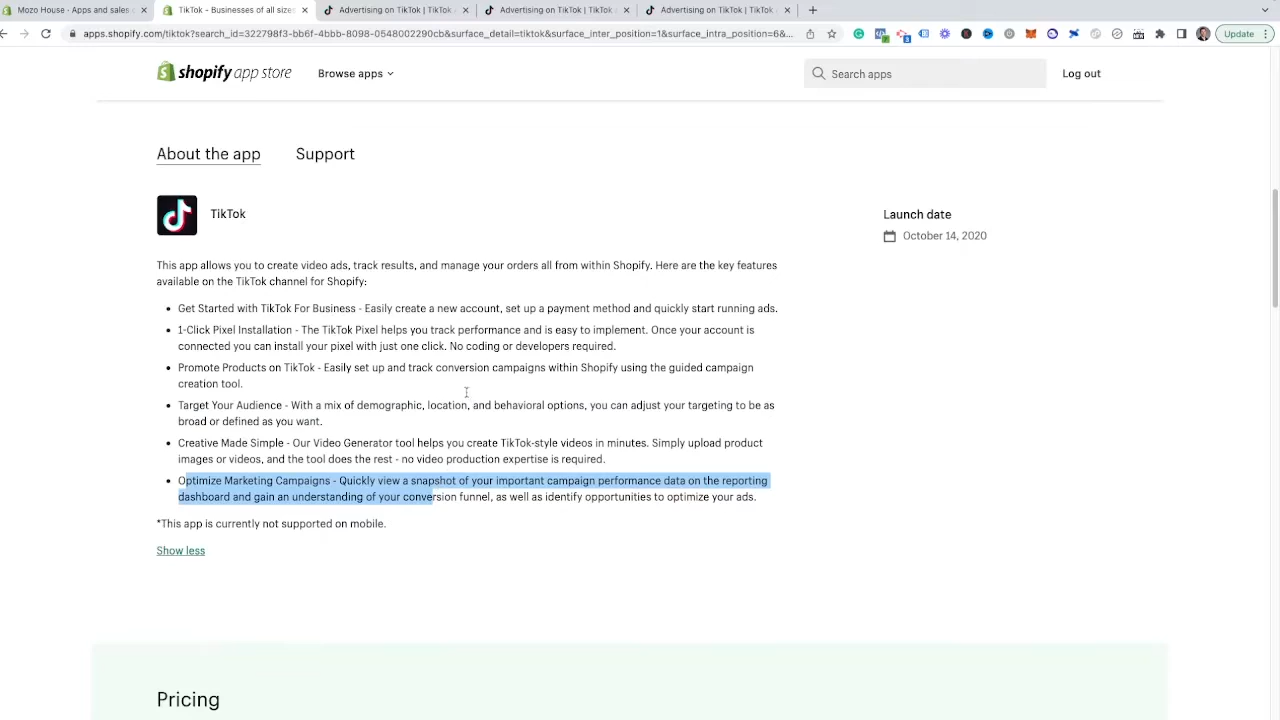 Mozo House - Apps and sales c
TikTok - Businesses of all sizes
Advertising on TikTok | TikTok A
Advertising on TikTok | TikTok A
Advertising on TikTok | TikTok A
apps.shopify.com/tiktok?search_id=322798f3-bb6f-4bbb-8098-0548002290cb&surface_detail=tiktok&surface_inter_position=1&surface_intra_position=6&...
Update
shopify app store
Browse apps
Search apps
Log out
About the app
Support
TikTok
Launch date
October 14, 2020
This app allows you to create video ads, track results, and manage your orders all from within Shopify. Here are the key features
available on the TikTok channel for Shopify:
• Get Started with TikTok For Business - Easily create a new account, set up a payment method and quickly start running ads.
• 1-Click Pixel Installation - The TikTok Pixel helps you track performance and is easy to implement. Once your account is
connected you can install your pixel with just one click. No coding or developers required.
• Promote Products on TikTok - Easily set up and track conversion campaigns within Shopify using the guided campaign
creation tool.
• Target Your Audience - With a mix of demographic, location, and behavioral options, you can adjust your targeting to be as
broad or defined as you want.
• Creative Made Simple - Our Video Generator tool helps you create TikTok-style videos in minutes. Simply upload product
images or videos, and the tool does the rest - no video production expertise is required.
• Optimize Marketing Campaigns - Quickly view a snapshot of your important campaign performance data on the reporting
dashboard and gain an understanding of your conversion funnel, as well as identify opportunities to optimize your ads.
*This app is currently not supported on mobile.
Show less
Pricing